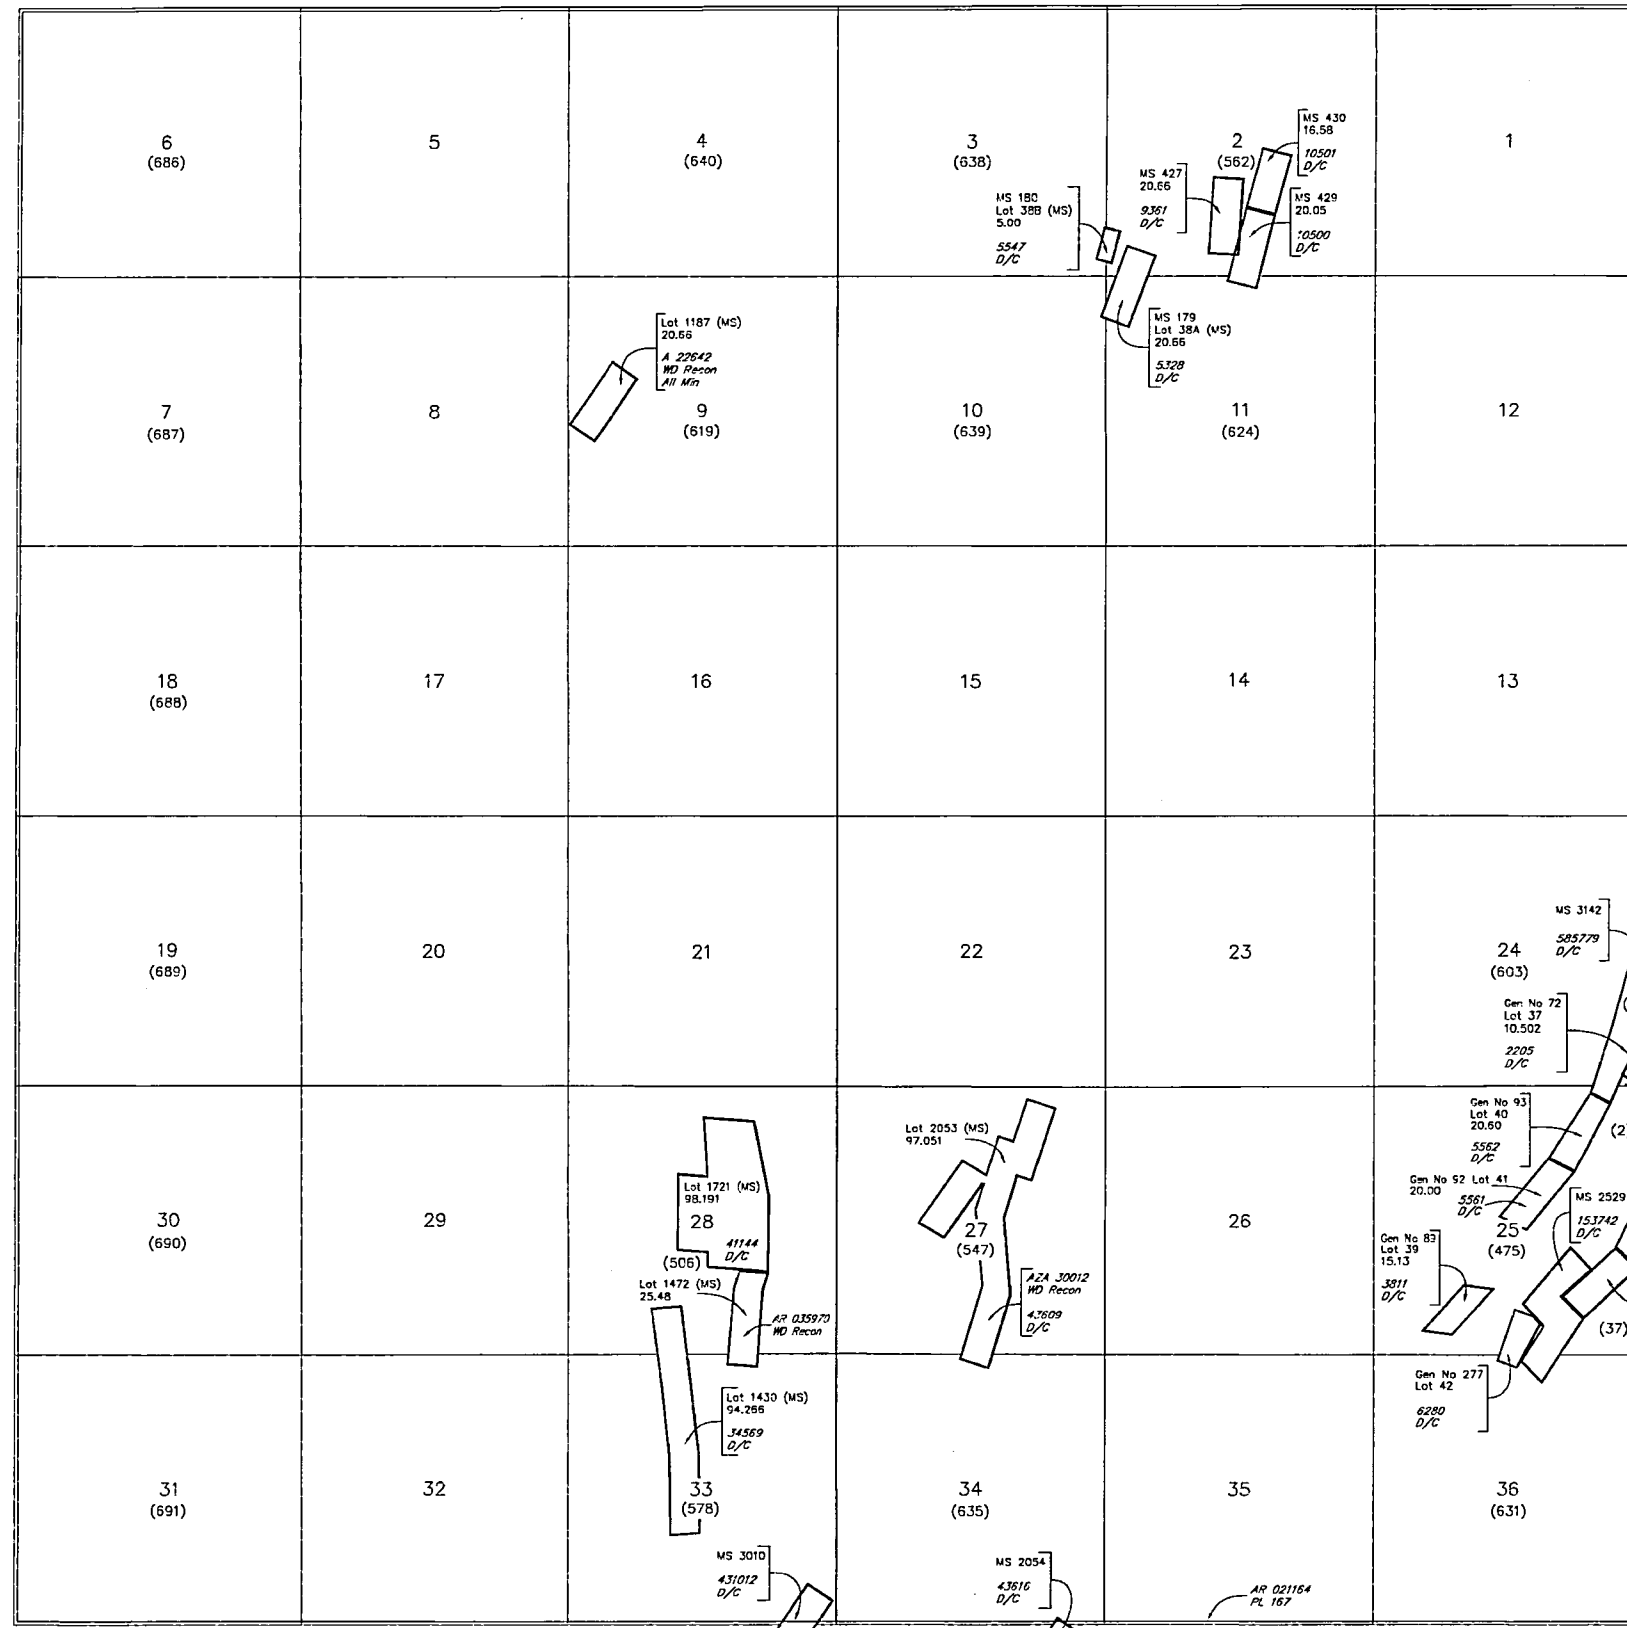 6
(686)
5
4
(640)
3
(638)
2
(562)
1
MS 430
16.58
10501
D/C
MS 427
20.66
9361
D/C
MS 429
20.05
10500
D/C
MS 180
Lot 38B (MS)
5.00
5547
D/C
MS 179
Lot 38A (MS)
20.66
5328
D/C
Lot 1187 (MS)
20.66
A 22642
WD Recon
All Min
7
(687)
8
9
(619)
10
(639)
11
(624)
12
18
(688)
17
16
15
14
13
19
(689)
20
21
22
23
24
(603)
MS 3142
585779
D/C
Gen No 72
Lot 37
10.502
2205
D/C
Gen No 93
Lot 40
20.60
5562
D/C
Gen No 92 Lot 41
20.00
5561
D/C
MS 2529
153742
D/C
Gen No 83
Lot 39
15.13
3811
D/C
(37)
30
(690)
29
Lot 1721 (MS)
98.191
28
41144
D/C
(506)
Lot 1472 (MS)
25.48
AR 035970
WD Recon
Lot 2053 (MS)
97.051
27
(547)
AZA 30012
WD Recon
43609
D/C
26
25
(475)
Gen No 277
Lot 42
6280
D/C
Lot 1430 (MS)
94.266
34569
D/C
31
(691)
32
33
(578)
34
(635)
35
36
(631)
MS 3010
431012
D/C
MS 2054
43616
D/C
AR 021164
PL 167